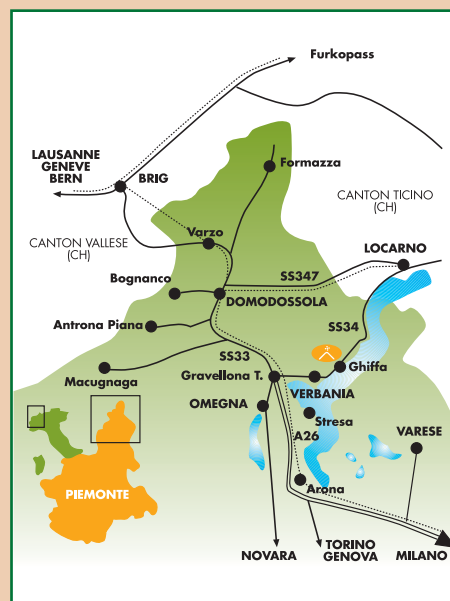 Furkopass
LAUSANNE
GENEVE
BERN
BRIG
Formazza
CANTON TICINO
(CH)
CANTON VALLESE
(CH)
Varzo
LOCARNO
Bognanco
SS347
DOMODOSSOLA
Antrona Piana
SS34
SS33
Ghiffa
Macugnaga
Gravellona T.
VERBANIA
OMEGNA
Stresa
A26
VARESE
PIEMONTE
Arona
NOVARA
TORINO
GENOVA
MILANO